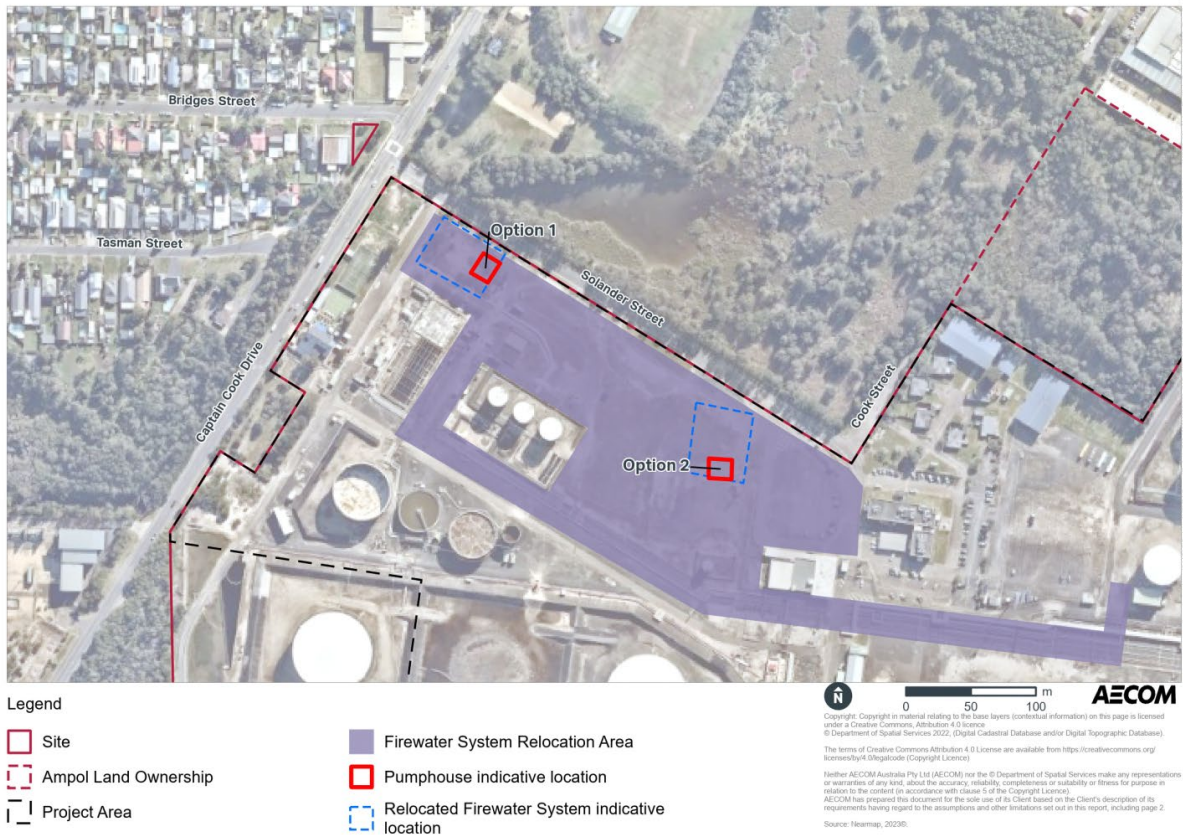 Bridges Street
Tasman Street
Captain Cook Drive
Option 1
Solander Street
Cook Street
Option 2
Legend
Site
Ampol Land Ownership
Project Area
Firewater System Relocation Area
Pumphouse indicative location
Relocated Firewater System indicative
location
N
0 50 100 m
AECOM
Copyright: Copyright in material relating to the base layers (contextual information) on this page is licensed
under a Creative Commons, Attribution 4.0 licence
© Department of Spatial Services 2022, (Digital Cadastral Database and/or Digital Topographic Database).
The terms of Creative Commons Attribution 4.0 License are available from https://creativecommons.org/
licenses/by/4.0/legalcode (Copyright Licence)
Neither AECOM Australia Pty Ltd (AECOM) nor the © Department of Spatial Services make any representations
or warranties of any kind, about the accuracy, reliability, completeness or suitability or fitness for purpose in
relation to the content (in accordance with clause 5 of the Copyright Licence).
AECOM has prepared this document for the sole use of its Client based on the Client's description of its
requirements having regard to the assumptions and other limitations set out in this report, including page 2.
Source: Nearmap, 2023©.